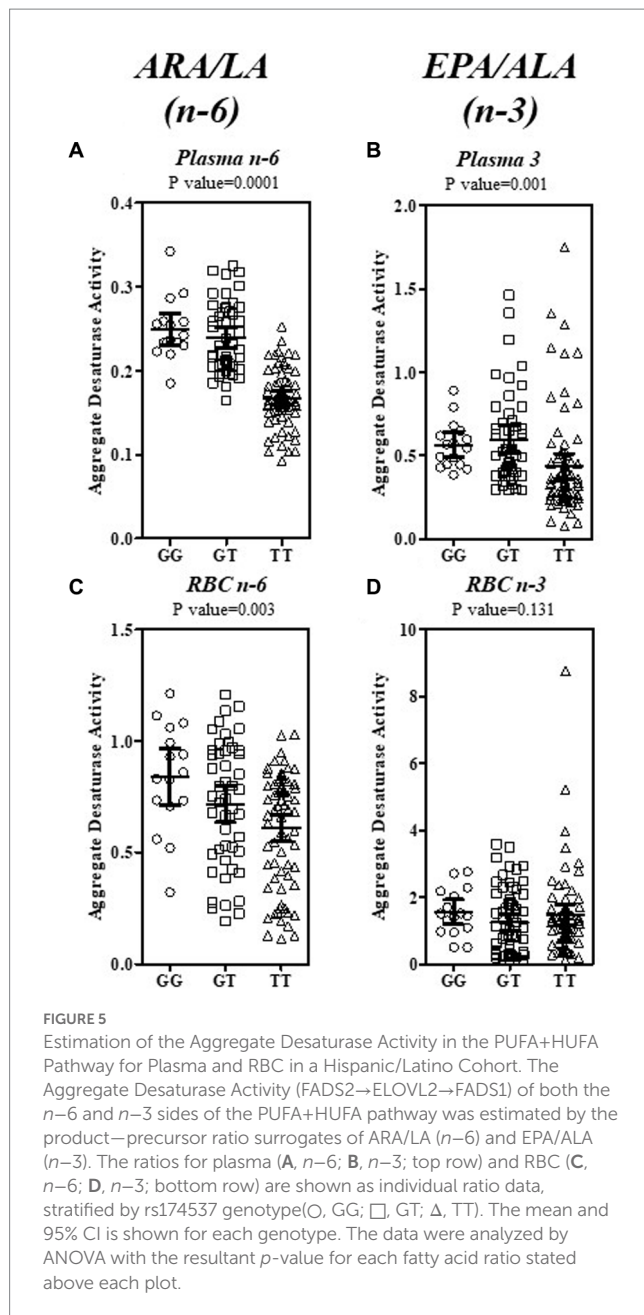 ARA/LA
(n-6)
EPA/ALA
(n-3)
A
Plasma n-6
P value=0.0001
Aggregate Desaturase Activity
0.4
0.3
0.2
0.1
0.0
GG GT TT
B
Plasma 3
P value=0.001
Aggregate Desaturase Activity
2.0
1.5
1.0
0.5
0.0
GG GT TT
C
RBC n-6
P value=0.003
Aggregate Desaturase Activity
1.5
1.0
0.5
0.0
GG GT TT
D
RBC n-3
P value=0.131
Aggregate Desaturase Activity
10
8
6
4
2
0
GG GT TT
FIGURE 5
Estimation of the Aggregate Desaturase Activity in the PUFA+HUFA
Pathway for Plasma and RBC in a Hispanic/Latino Cohort. The
Aggregate Desaturase Activity (FADS2→ELOVL2→FADS1) of both the
n−6 and n−3 sides of the PUFA+HUFA pathway was estimated by the
product—precursor ratio surrogates of ARA/LA (n−6) and EPA/ALA
(n−3). The ratios for plasma (A, n−6; B, n−3; top row) and RBC (C,
n−6; D, n−3; bottom row) are shown as individual ratio data,
stratified by rs174537 genotype(○, GG; □, GT; Δ, TT). The mean and
95% CI is shown for each genotype. The data were analyzed by
ANOVA with the resultant p-value for each fatty acid ratio stated
above each plot.